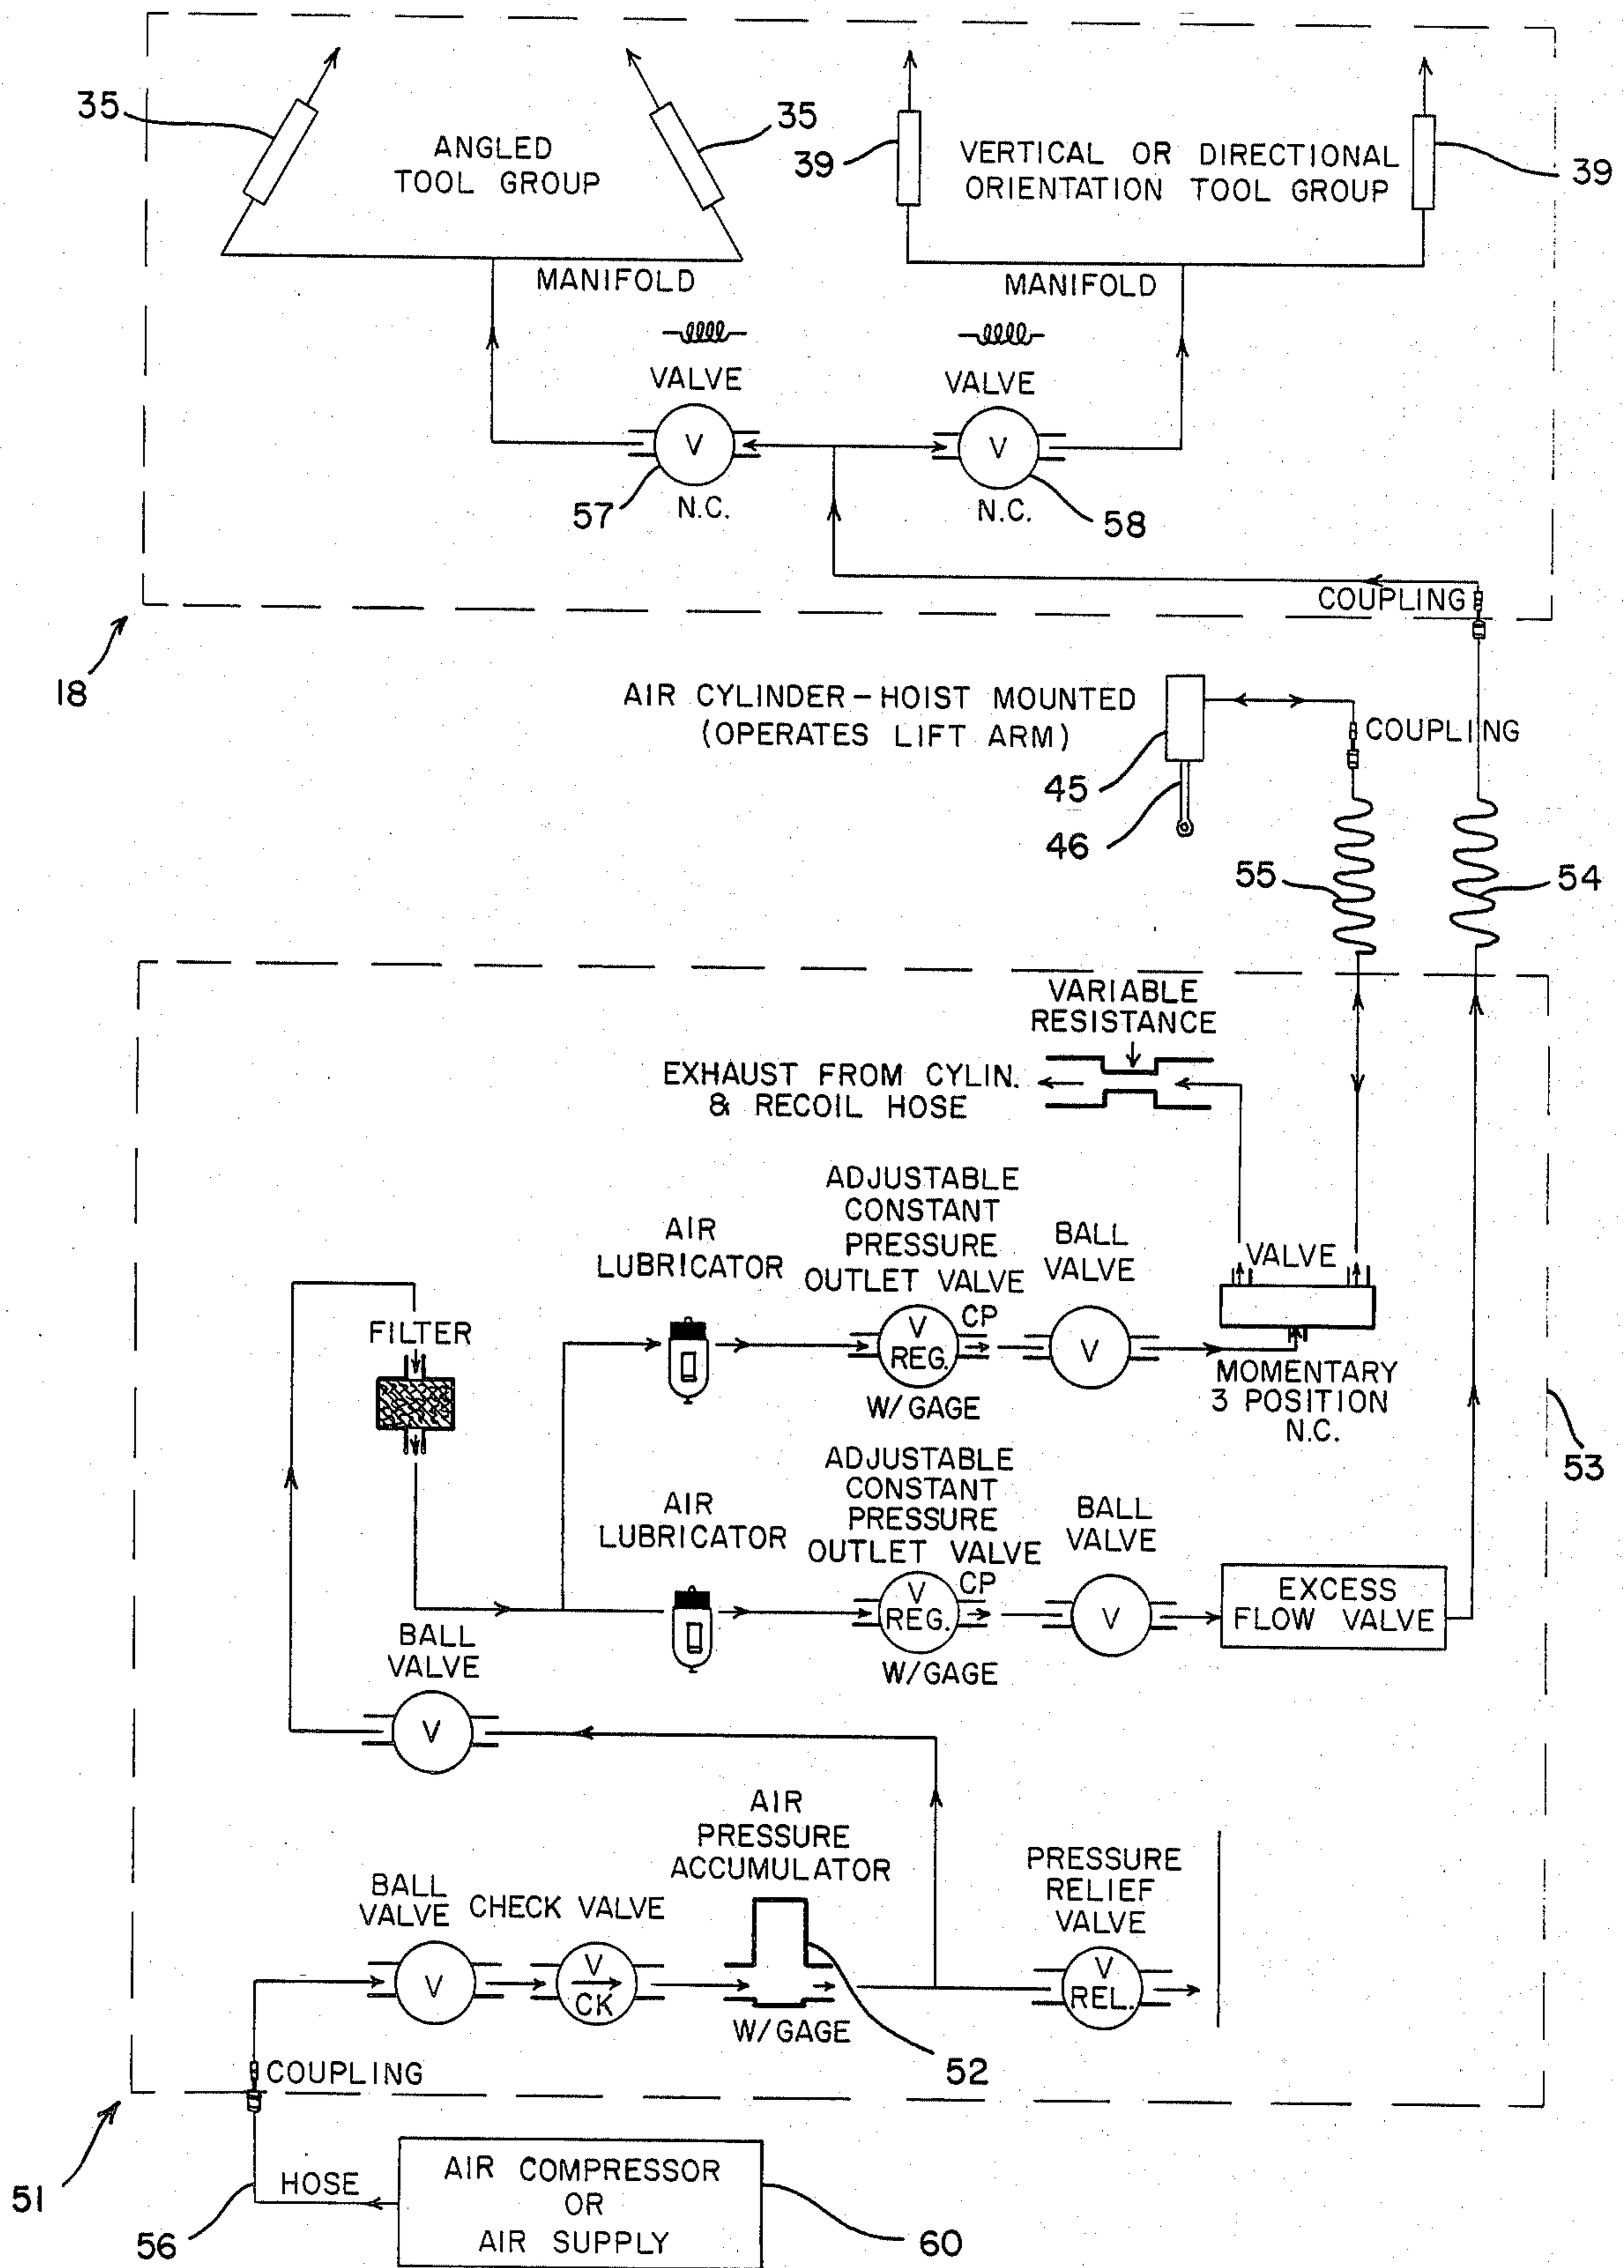 35
35
ANGLED
TOOL GROUP
39
VERTICAL OR DIRECTIONAL
ORIENTATION TOOL GROUP
39
MANIFOLD
MANIFOLD
VALVE
VALVE
V
V
57
N.C.
N.C.
58
COUPLING
18
AIR CYLINDER-HOIST MOUNTED
(OPERATES LIFT ARM)
COUPLING
45
46
55
54
VARIABLE
RESISTANCE
EXHAUST FROM CYLIN.
& RECOIL HOSE
AIR
LUBRICATOR
ADJUSTABLE
CONSTANT
PRESSURE
OUTLET VALVE
BALL
VALVE
VALVE
FILTER
V
REG.
CP
V
W/GAGE
MOMENTARY
3 POSITION
N.C.
53
AIR
LUBRICATOR
ADJUSTABLE
CONSTANT
PRESSURE
OUTLET VALVE
BALL
VALVE
V
REG.
CP
V
EXCESS
FLOW VALVE
W/GAGE
BALL
VALVE
V
AIR
PRESSURE
ACCUMULATOR
PRESSURE
RELIEF
VALVE
BALL
VALVE
CHECK VALVE
V
V
CK
V
REL.
W/GAGE
52
COUPLING
51
HOSE
56
AIR COMPRESSOR
OR
AIR SUPPLY
60